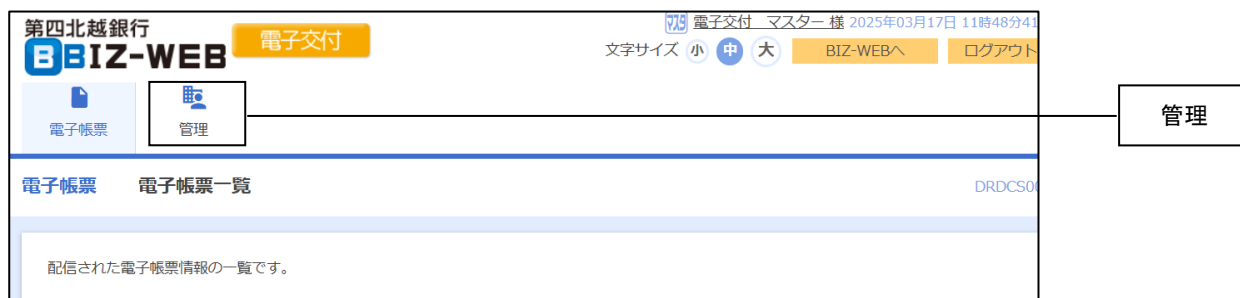 第四北越銀行
BBIZ-WEB 電子交付
マスタ 電子交付 マスター 様 2025年03月17日 11時48分41
文字サイズ 小 中 大 BIZ-WEBへ ログアウト
電子帳票 管理
管理
電子帳票 電子帳票一覧
DRDCS00
配信された電子帳票情報の一覧です。